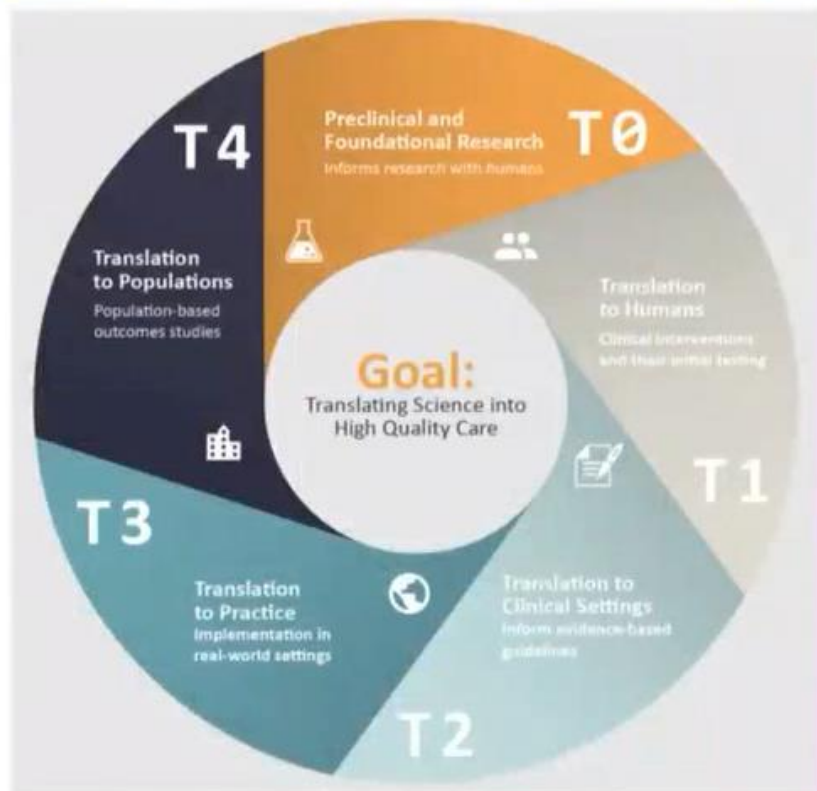 Preclinical and
Foundational Research
Informs research with humans
T0
Translation
to Humans
Clinical interventions
and their initial testing
T1
Translation to
Clinical Settings
Inform evidence-based
guidelines
T2
Translation
to Practice
Implementation in
real-world settings
T3
Translation
to Populations
Population-based
outcomes studies
T4
Goal:
Translating Science into
High Quality Care